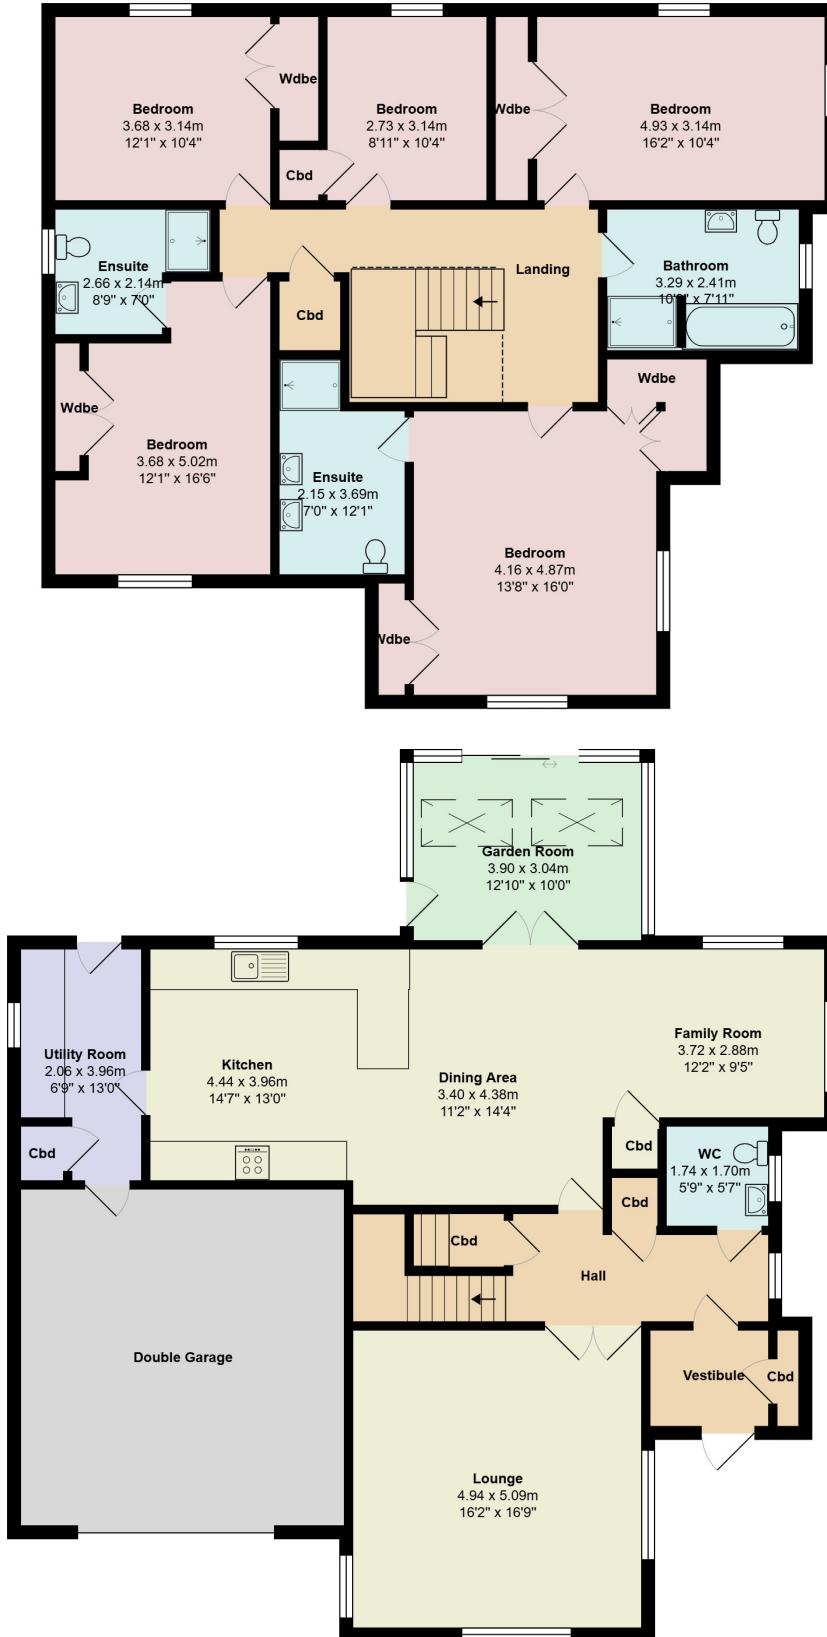 Bedroom
3.68 x 3.14m
12'1" x 10'4"
Wdbe
Bedroom
2.73 x 3.14m
8'11" x 10'4"
Cbd
Wdbe
Bedroom
4.93 x 3.14m
16'2" x 10'4"
Ensuite
2.66 x 2.14m
8'9" x 7'0"
Landing
Cbd
Bathroom
3.29 x 2.41m
10'9" x 7'11"
Wdbe
Wdbe
Bedroom
3.68 x 5.02m
12'1" x 16'6"
Ensuite
2.15 x 3.69m
7'0" x 12'1"
Bedroom
4.16 x 4.87m
13'8" x 16'0"
Wdbe
Garden Room
3.90 x 3.04m
12'10" x 10'0"
Utility Room
2.06 x 3.96m
6'9" x 13'0"
Kitchen
4.44 x 3.96m
14'7" x 13'0"
Dining Area
3.40 x 4.38m
11'2" x 14'4"
Family Room
3.72 x 2.88m
12'2" x 9'5"
Cbd
Cbd
WC
1.74 x 1.70m
5'9" x 5'7"
Cbd
Cbd
Hall
Double Garage
Vestibule
Cbd
Lounge
4.94 x 5.09m
16'2" x 16'9"